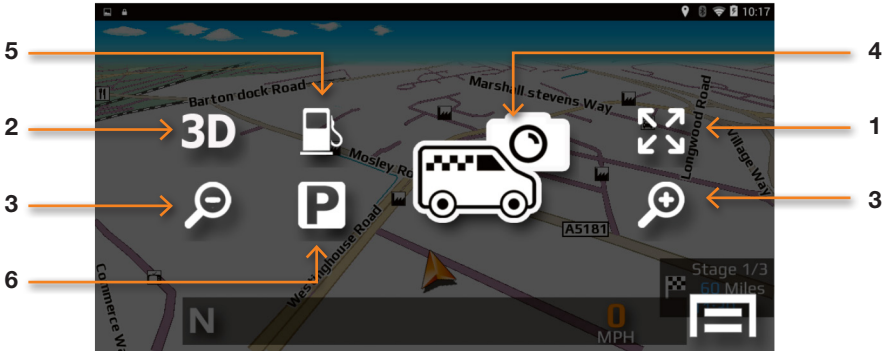 10:17
5
4
Barton dock Road
Marshall stevens Way
2
3D
Mosley Ro
Longwood Road
Village Way
1
3
P
A5181
3
6
Westinghouse Road
Commerce Wa
Stage 1/3
60 Miles
N
0
MPH